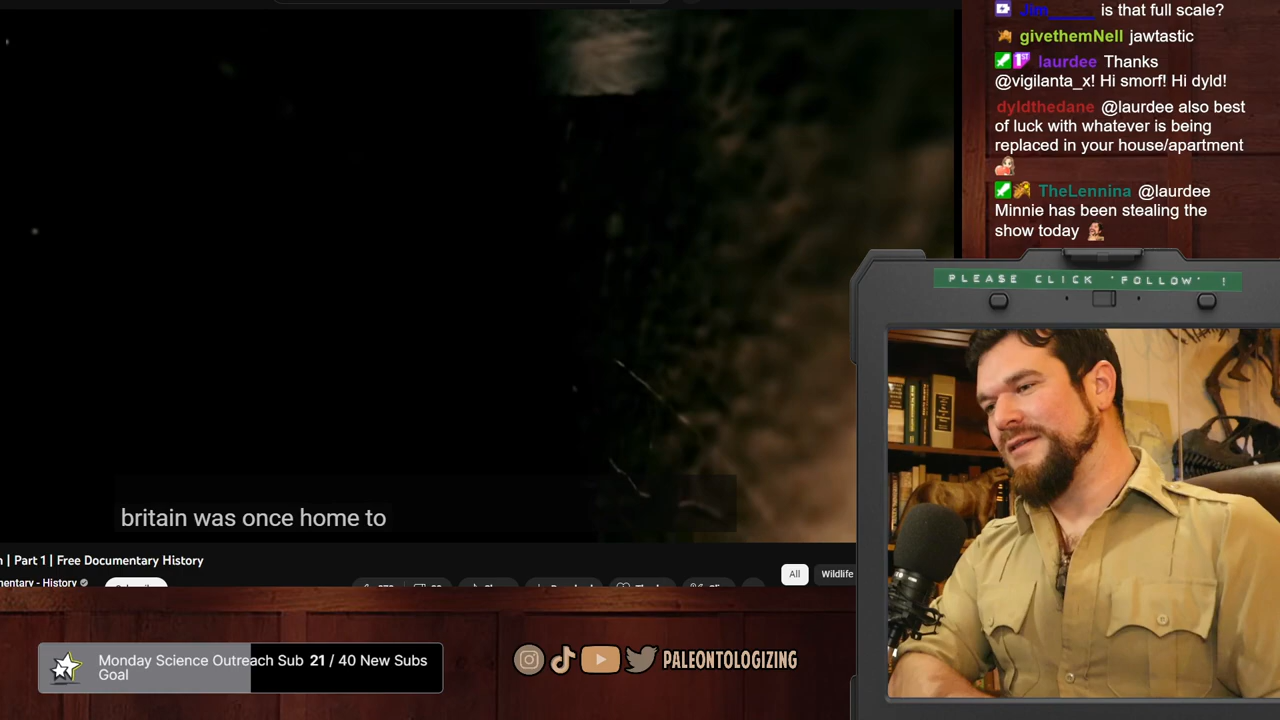 Jim_____ is that full scale?
givethemNell jawtastic
laurdee Thanks
@vigilanta_x! Hi smorf! Hi dyld!
dyldthedane @laurdee also best
of luck with whatever is being
replaced in your house/apartment
TheLennina @laurdee
Minnie has been stealing the
show today
PLEASE CLICK 'FOLLOW' !
britain was once home to
| Part 1 | Free Documentary History
- History
All
Wildlife
Monday Science Outreach Sub 21 / 40 New Subs
Goal
PALEONTOLOGIZING